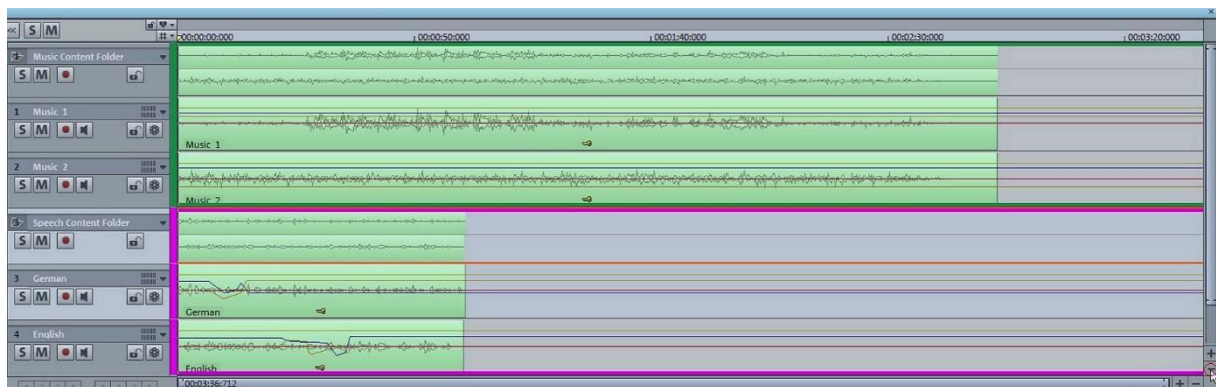 « S M
00:00:00:000 00:00:50:000 00:01:40:000 00:02:30:000 00:03:20:000
Music Content Folder
S M
1 Music 1
S M
Music 1
2 Music 2
S M
Music 2
Speech Content Folder
S M
3 German
S M
German
4 English
S M
English
00:03:36:712